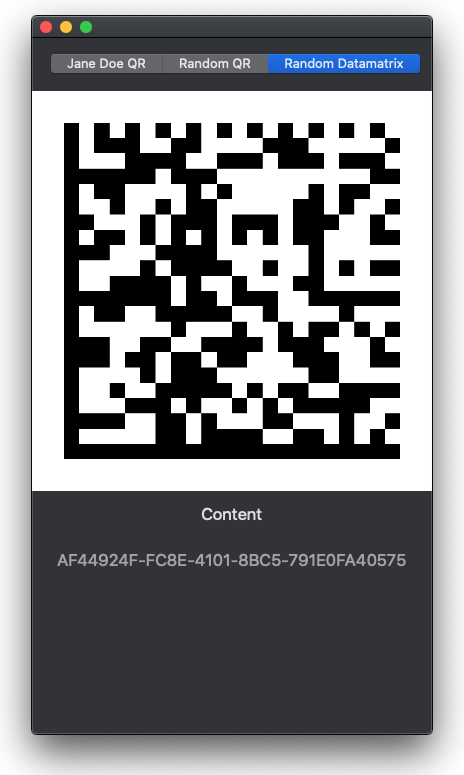 Jane Doe QR Random QR Random Datamatrix
Content
AF44924F-FC8E-4101-8BC5-791E0FA40575